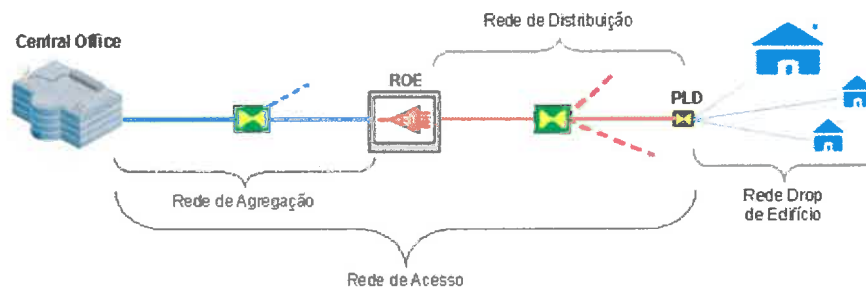 Rede de Distribuição
Central Office
ROE
PLD
Rede de Agregação
Rede Drop
de Edifício
Rede de Acesso